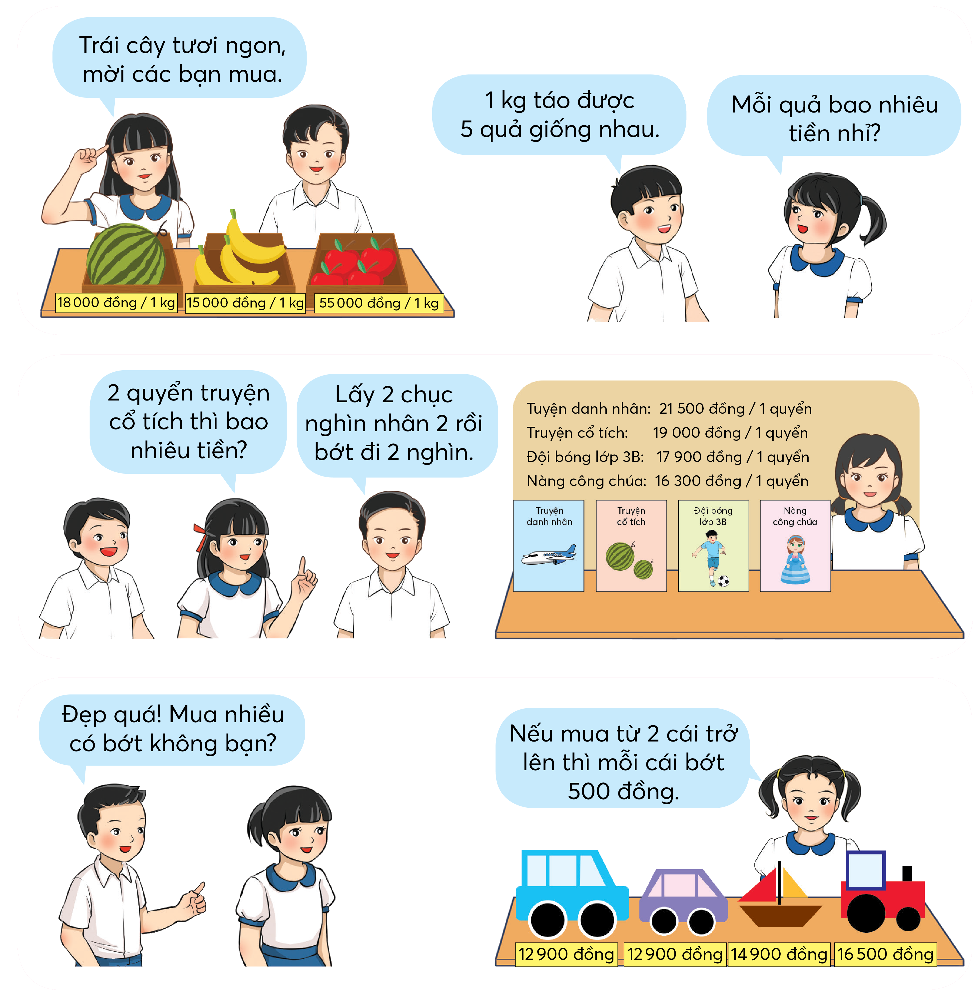 Trái cây tươi ngon,
mời các bạn mua.
1 kg táo được
5 quả giống nhau.
Mỗi quả bao nhiêu
tiền nhỉ?
18 000 đồng / 1 kg
15 000 đồng / 1 kg
55 000 đồng / 1 kg
2 quyển truyện
cổ tích thì bao
nhiêu tiền?
Lấy 2 chục
nghìn nhân 2 rồi
bớt đi 2 nghìn.
Tuyện danh nhân: 21 500 đồng / 1 quyển
Truyện cổ tích: 19 000 đồng / 1 quyển
Đội bóng lớp 3B: 17 900 đồng / 1 quyển
Nàng công chúa: 16 300 đồng / 1 quyển
Truyện
danh nhân
Truyện
cổ tích
Đội bóng
lớp 3B
Nàng
công chúa
Đẹp quá! Mua nhiều
có bớt không bạn?
Nếu mua từ 2 cái trở
lên thì mỗi cái bớt
500 đồng.
12 900 đồng
12 900 đồng
14 900 đồng
16 500 đồng